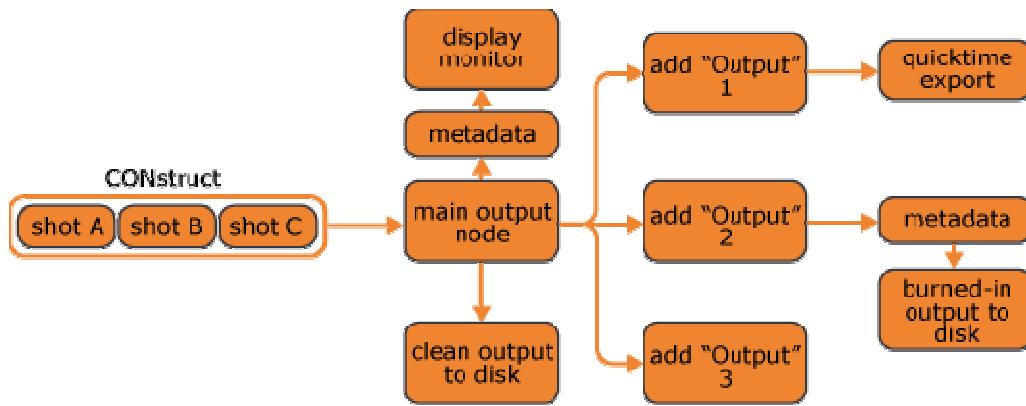 display
monitor
metadata
CONstruct
shot A
shot B
shot C
main output
node
clean output
to disk
add “Output”
1
quicktime
export
add “Output”
2
metadata
burned-in
output to
disk
add “Output”
3